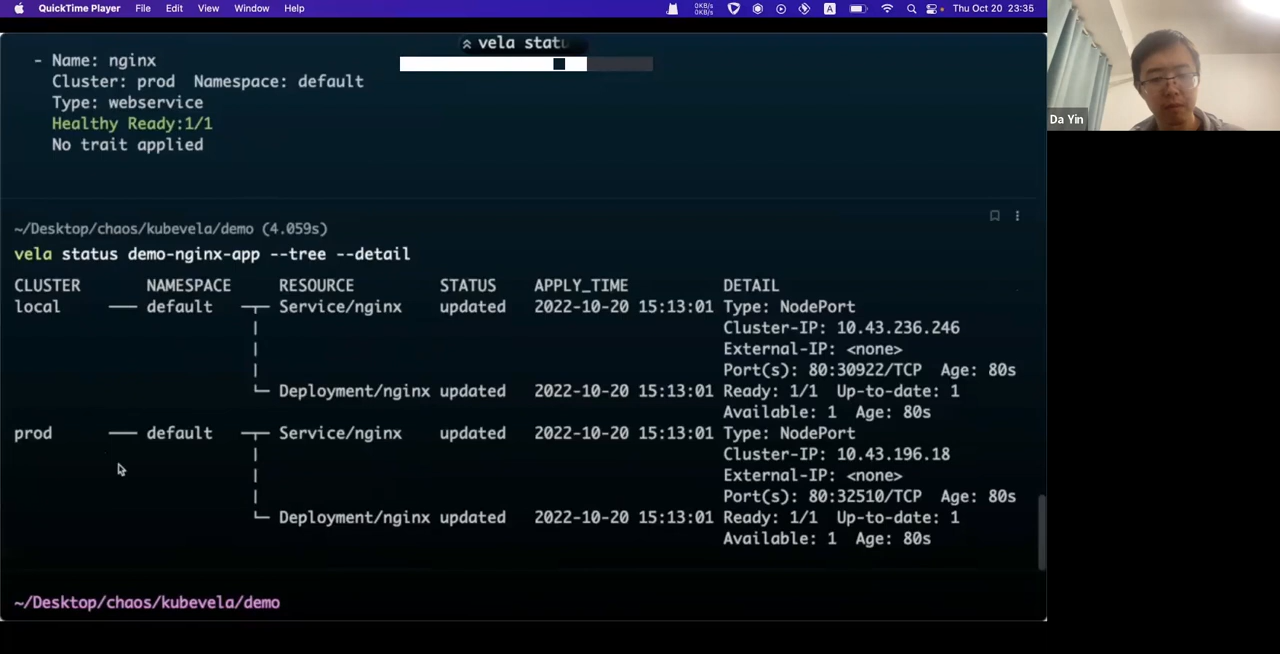 QuickTime Player File Edit View Window Help 0KB/s 0KB/s A Thu Oct 20 23:35
vela statu
- Name: nginx
Cluster: prod Namespace: default
Type: webservice
Healthy Ready:1/1
No trait applied
Da Yin
~/Desktop/chaos/kubevela/demo (4.059s)
vela status demo-nginx-app --tree --detail
CLUSTER NAMESPACE RESOURCE STATUS APPLY_TIME DETAIL
local default Service/nginx updated 2022-10-20 15:13:01 Type: NodePort
Cluster-IP: 10.43.236.246
External-IP: <none>
Port(s): 80:30922/TCP Age: 80s
Deployment/nginx updated 2022-10-20 15:13:01 Ready: 1/1 Up-to-date: 1
Available: 1 Age: 80s
prod default Service/nginx updated 2022-10-20 15:13:01 Type: NodePort
Cluster-IP: 10.43.196.18
External-IP: <none>
Port(s): 80:32510/TCP Age: 80s
Deployment/nginx updated 2022-10-20 15:13:01 Ready: 1/1 Up-to-date: 1
Available: 1 Age: 80s
~/Desktop/chaos/kubevela/demo